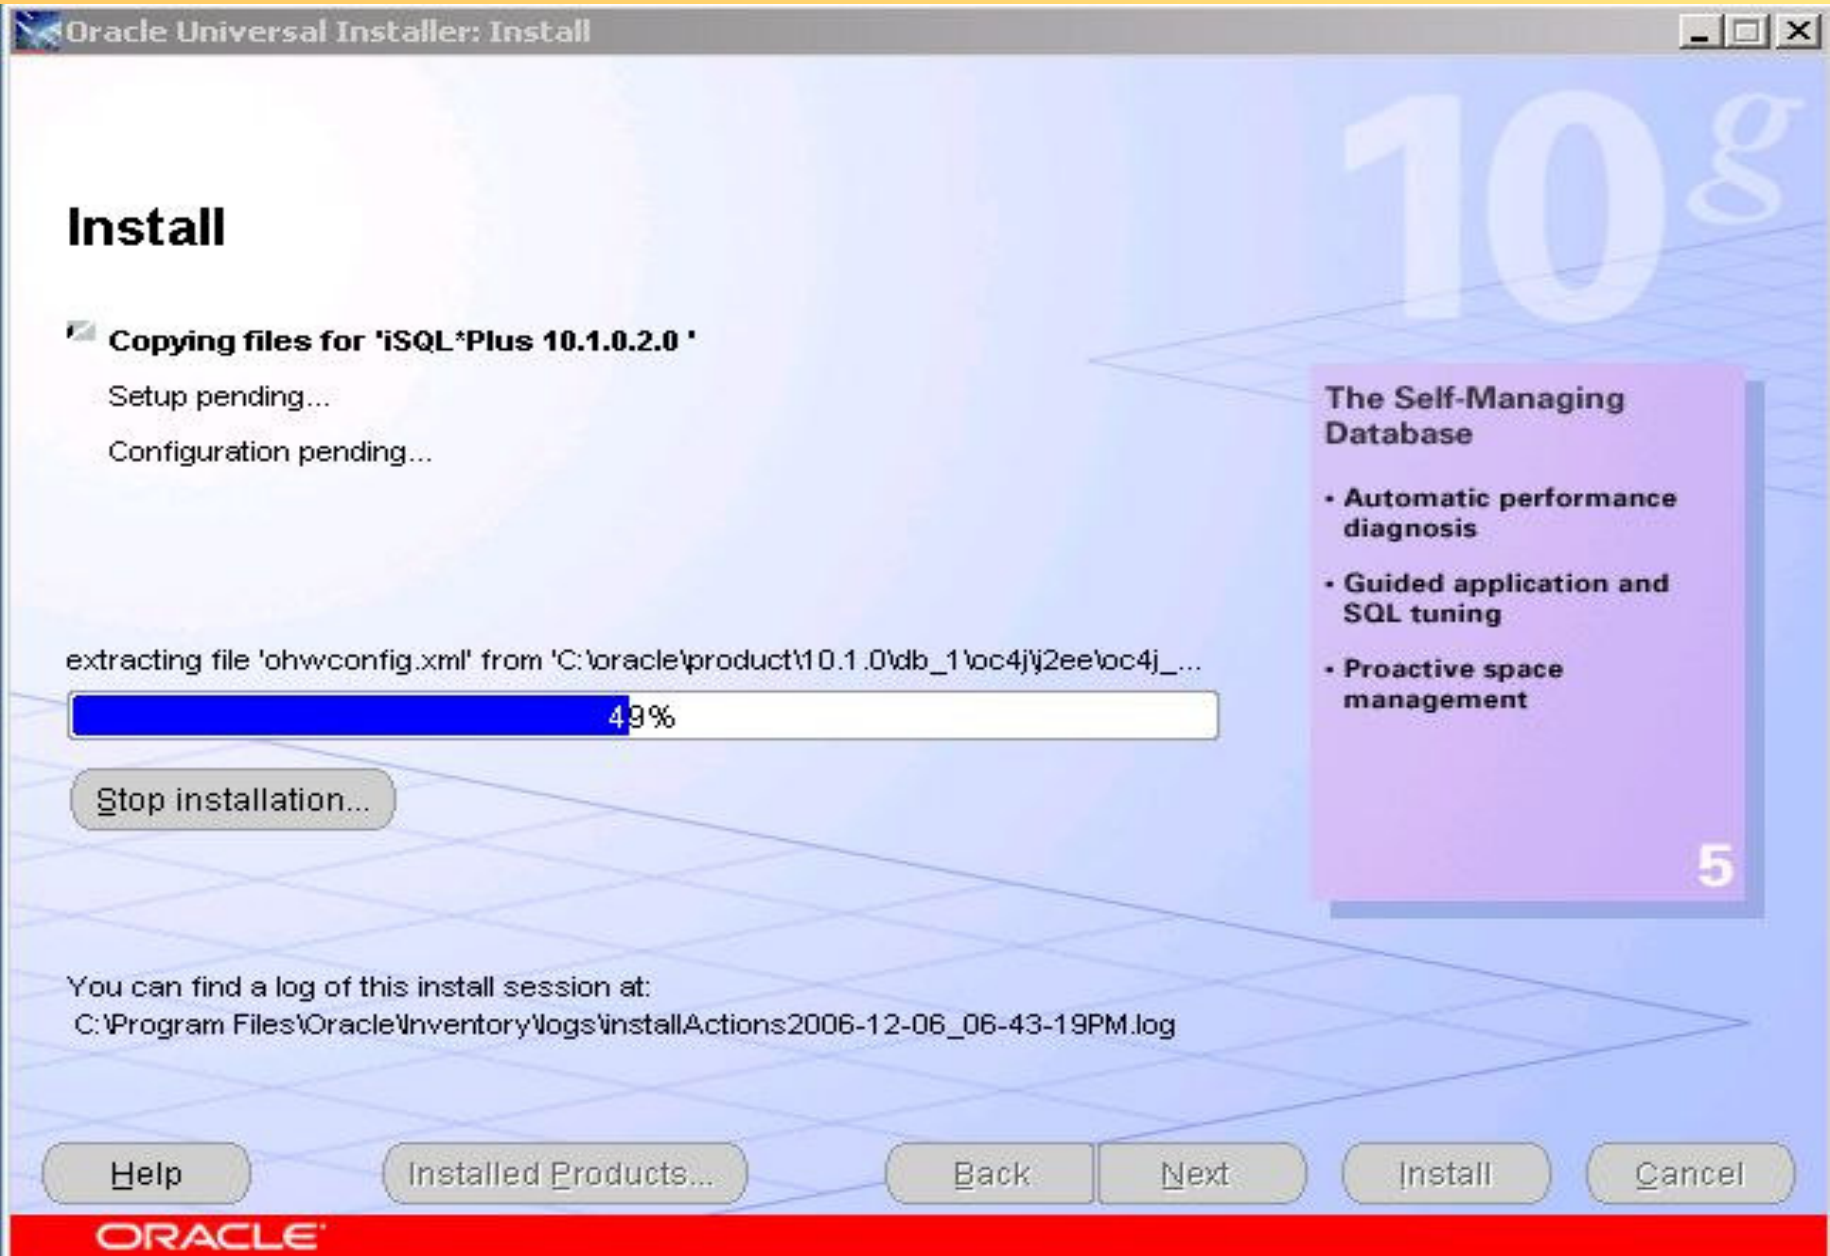 Oracle Universal Installer: Install
10g
Install
Copying files for 'iSQL*Plus 10.1.0.2.0 '
Setup pending...
Configuration pending...
The Self-Managing
Database
• Automatic performance
diagnosis
• Guided application and
SQL tuning
• Proactive space
management
5
extracting file 'ohwconfig.xml' from 'C:\oracle\product\10.1.0\db_1\oc4j\j2ee\oc4j_...
49%
Stop installation...
You can find a log of this install session at:
C:\Program Files\Oracle\Inventory\logs\installActions2006-12-06_06-43-19PM.log
Help Installed Products... Back Next Install Cancel
ORACLE